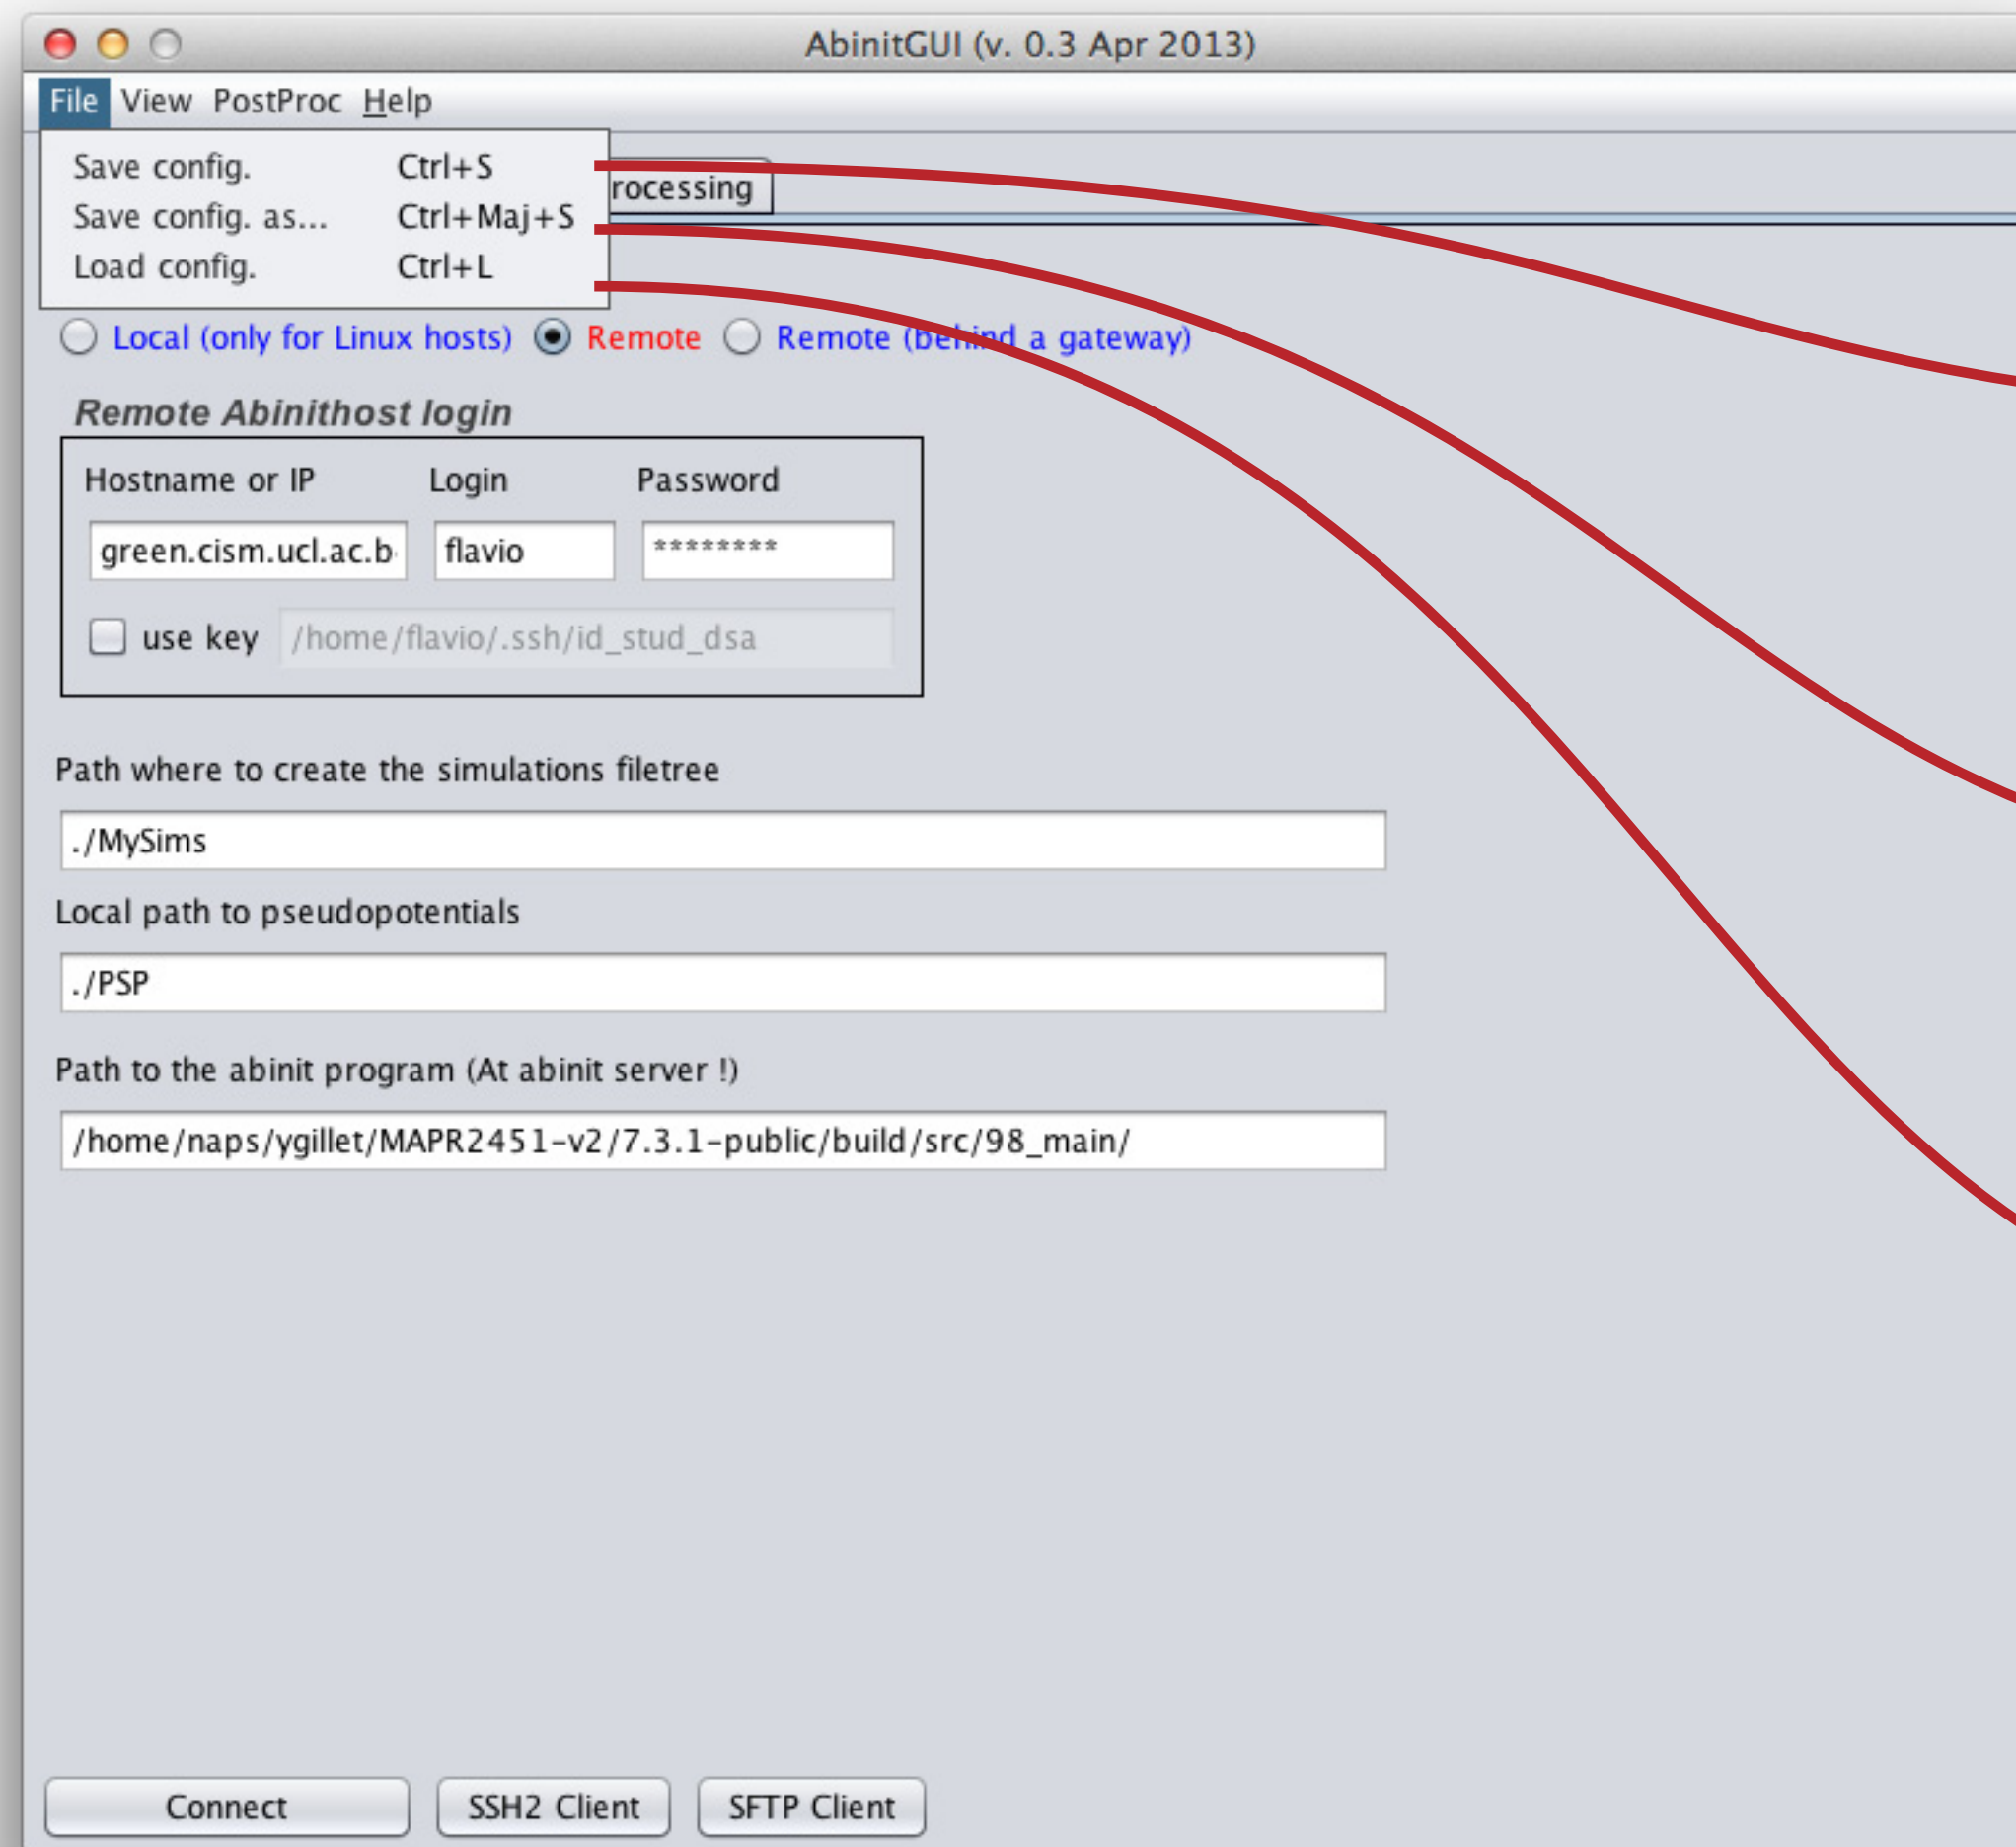 AbinitGUI (v. 0.3 Apr 2013)
File View PostProc Help
Save config. Ctrl+S
rocessing
Save config. as... Ctrl+Maj+S
Load config. Ctrl+L
Local (only for Linux hosts) Remote Remote (behind a gateway)
Remote Abinithost login
Hostname or IP Login Password
green.cism.ucl.ac.b flavio ********
use key /home/flavio/.ssh/id_stud_dsa
Path where to create the simulations filetree
./MySims
Local path to pseudopotentials
./PSP
Path to the abinit program (At abinit server !)
/home/naps/ygillet/MAPR2451-v2/7.3.1-public/build/src/98_main/
Connect SSH2 Client SFTP Client